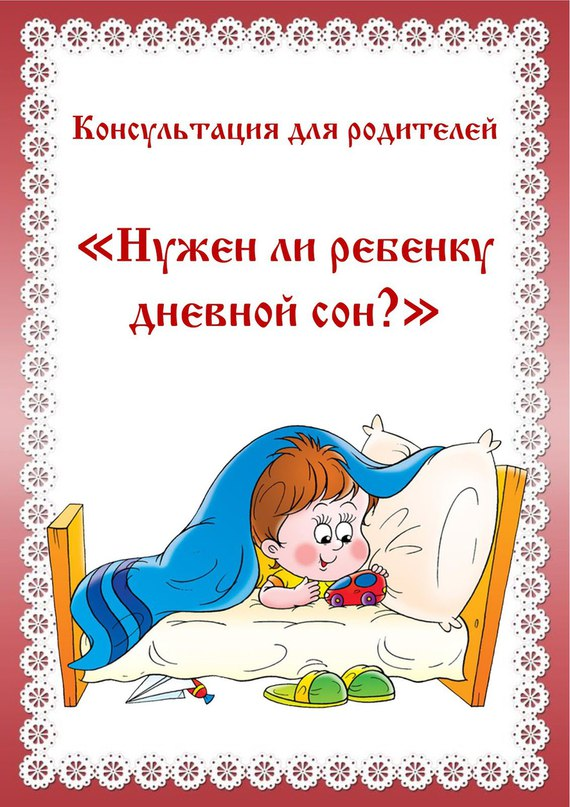 Консультация для родителей
«Нужен ли ребенку
дневной сон?»